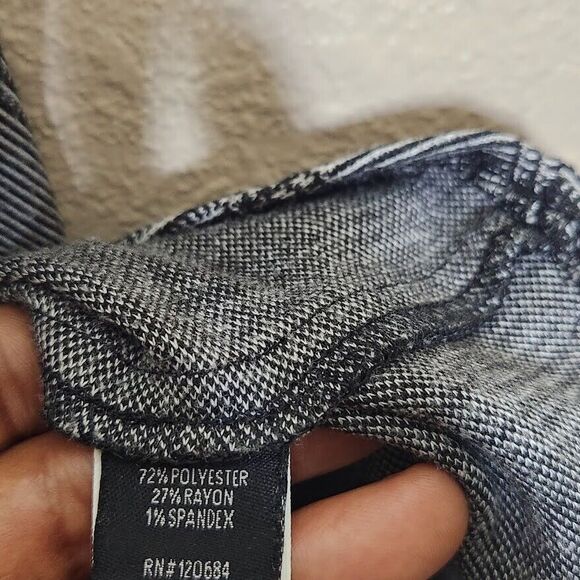 72% POLYESTER
27% RAYON
1% SPANDEX
RN# 120684